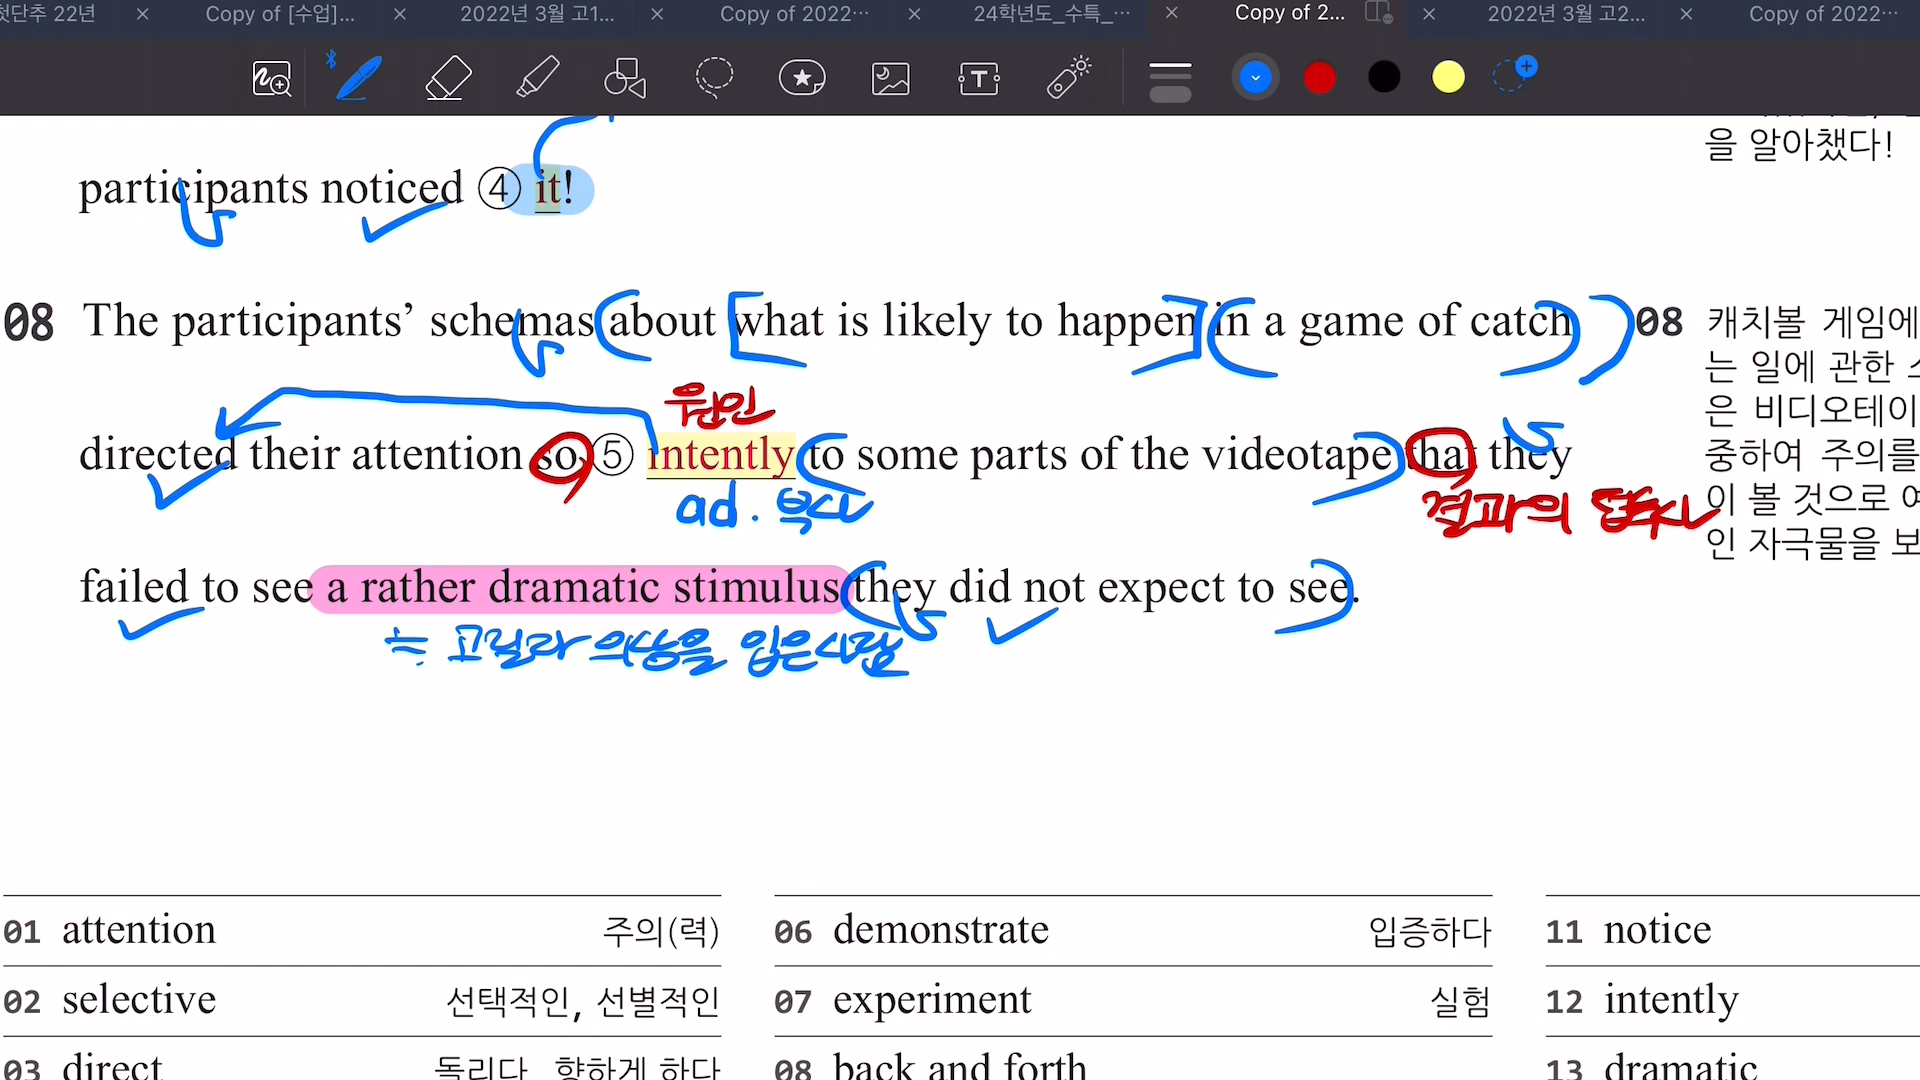 첫단추 22년 × Copy of [수업]... × 2022년 3월 고1... × Copy of 2022... × 24학년도_수특_... × Copy of 2... × 2022년 3월 고2... × Copy of 2022...
을 알아챘다!
participants noticed ④ it!
08 The participants’ schemas about what is likely to happen in a game of catch
08 캐치볼 게임에
는 일에 관한
은 비디오테이
원인
directed their attention so ⑤ intently to some parts of the videotape that they
중하여 주의를
ad. 부사
결과의 접속사
이 볼 것으로
인 자극물을 보
failed to see a rather dramatic stimulus they did not expect to see.
≒ 고릴라 의상을 입은 사람
01 attention 주의(력)
06 demonstrate 입증하다
11 notice
02 selective 선택적인, 선별적인
07 experiment 실험
12 intently
03 direct 돌리다, 향하게 하다
08 back and forth
13 dramatic